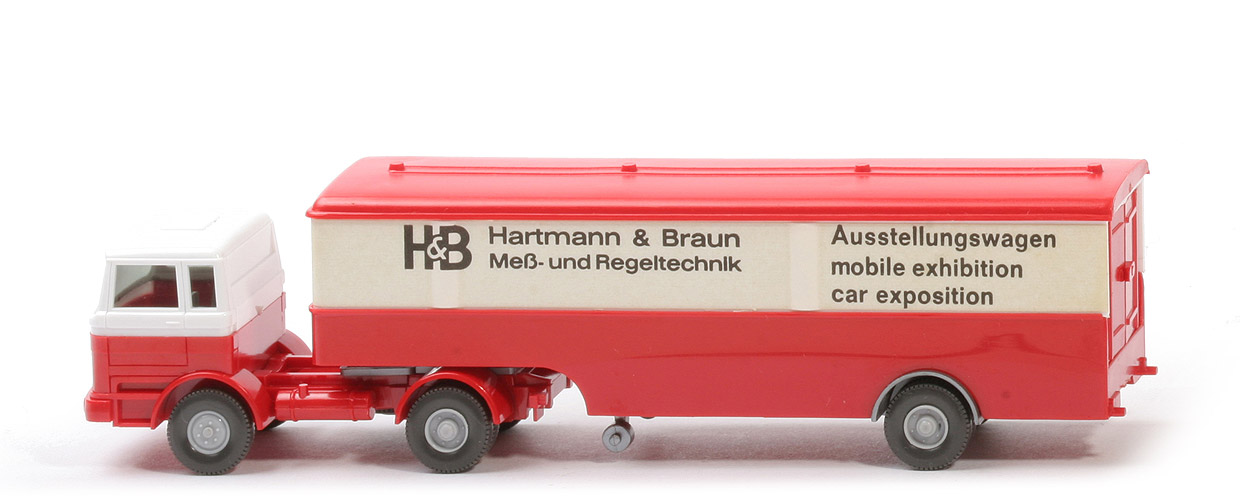 H&B
Hartmann & Braun
Meß- und Regeltechnik
Ausstellungswagen
mobile exhibition
car exposition